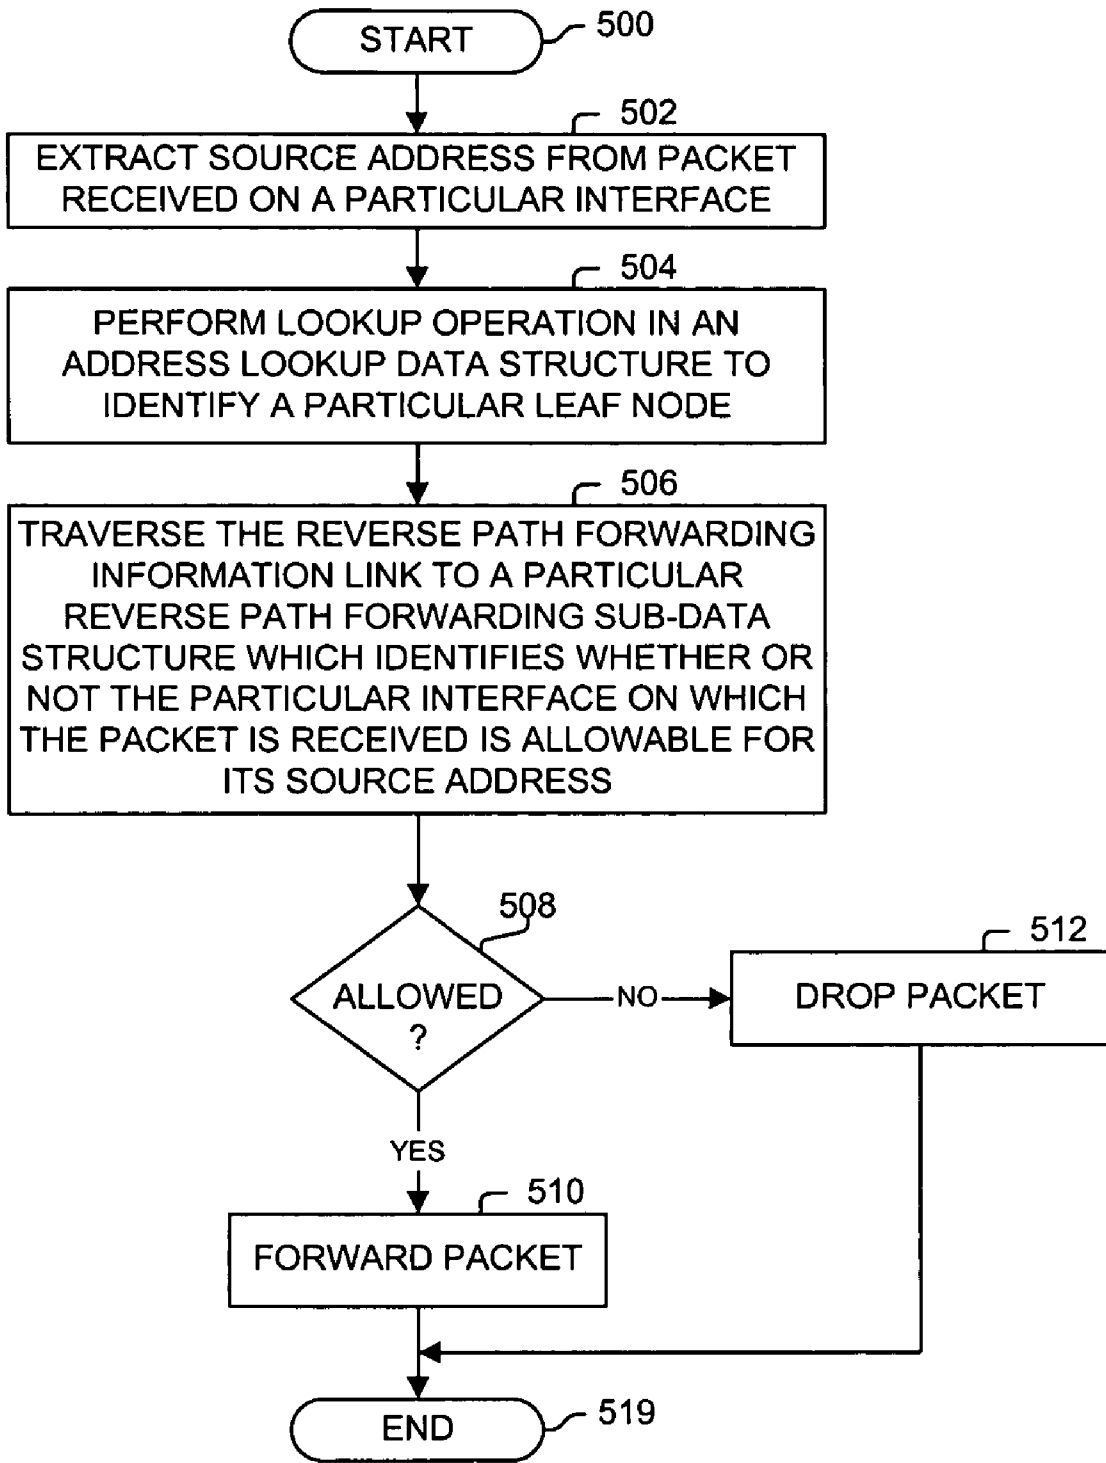 START
500
502
EXTRACT SOURCE ADDRESS FROM PACKET
RECEIVED ON A PARTICULAR INTERFACE
504
PERFORM LOOKUP OPERATION IN AN
ADDRESS LOOKUP DATA STRUCTURE TO
IDENTIFY A PARTICULAR LEAF NODE
506
TRAVERSE THE REVERSE PATH FORWARDING
INFORMATION LINK TO A PARTICULAR
REVERSE PATH FORWARDING SUB-DATA
STRUCTURE WHICH IDENTIFIES WHETHER OR
NOT THE PARTICULAR INTERFACE ON WHICH
THE PACKET IS RECEIVED IS ALLOWABLE FOR
ITS SOURCE ADDRESS
508
ALLOWED
?
NO
512
DROP PACKET
YES
510
FORWARD PACKET
END
519